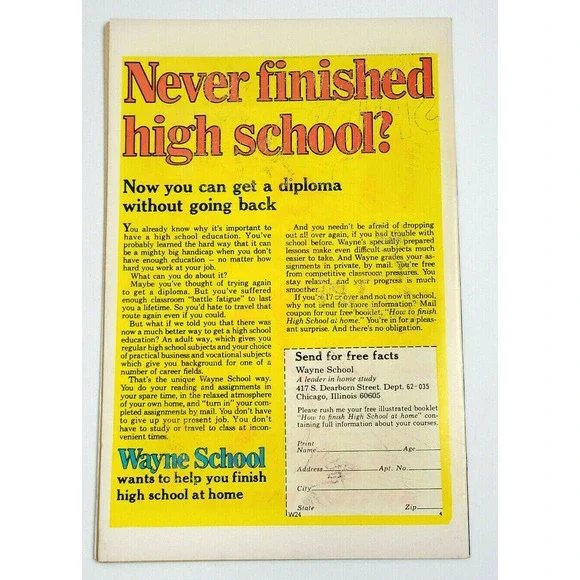 Never finished
high school?
Now you can get a diploma
without going back
You already know why it's important to
have a high school education. You've
probably learned the hard way that it can
be a mighty big handicap when you don't
have enough education — no matter how
hard you work at your job.
What can you do about it?
Maybe you've thought of trying again
to get a diploma. But you've suffered
enough classroom "battle fatigue" to last
you a lifetime. So you'd hate to travel that
route again even if you could.
But what if we told you that there was
now a much better way to get a high school
education? An adult way, which gives you
regular high school subjects and your choice
of practical business and vocational subjects
which give you background for one of a
number of career fields.
That's the unique Wayne School way.
You do your reading and assignments in
your spare time, in the relaxed atmosphere
of your own home, and "turn in" your com-
pleted assignments by mail. You don't have
to give up your present job. You don't
have to study or travel to class at incon-
venient times.
Wayne School
wants to help you finish
high school at home
And you needn't be afraid of dropping
out all over again, if you had trouble with
school before. Wayne's specially prepared
lessons make even difficult subjects much
easier to take. And Wayne grades your as-
signments in private, by mail. You're free
from competitive classroom pressures. You
stay relaxed, and your progress is much
smoother.
If you're 17 or over and not now in school,
why not send for more information? Mail
coupon for our free booklet, "How to finish
High School at home." You're in for a pleas-
ant surprise. And there's no obligation.
Send for free facts
Wayne School
A leader in home study
417 S. Dearborn Street. Dept. 62-035
Chicago, Illinois 60605
Please rush me your free illustrated booklet
"How to finish High School at home" con-
taining full information about your courses.
Print
Name Age
Address Apt. No.
City
State Zip
W24 4